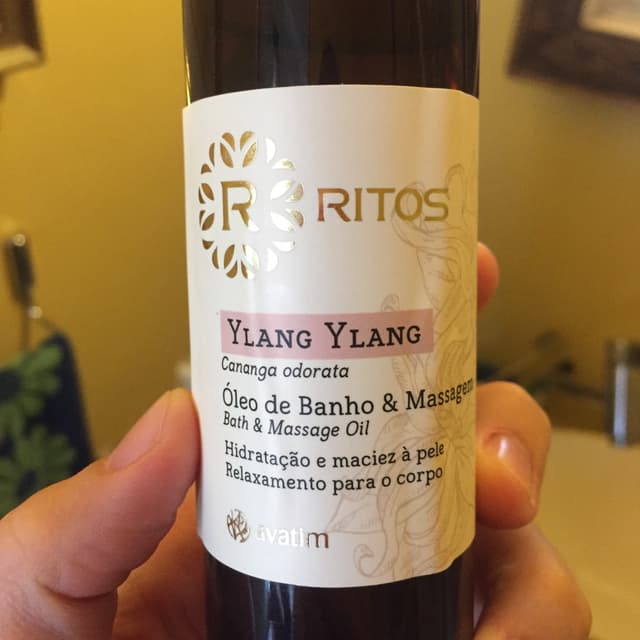 R RITOS
YLANG YLANG
Cananga odorata
Óleo de Banho & Massagem
Bath & Massage Oil
Hidratação e maciez à pele
Relaxamento para o corpo
avatim